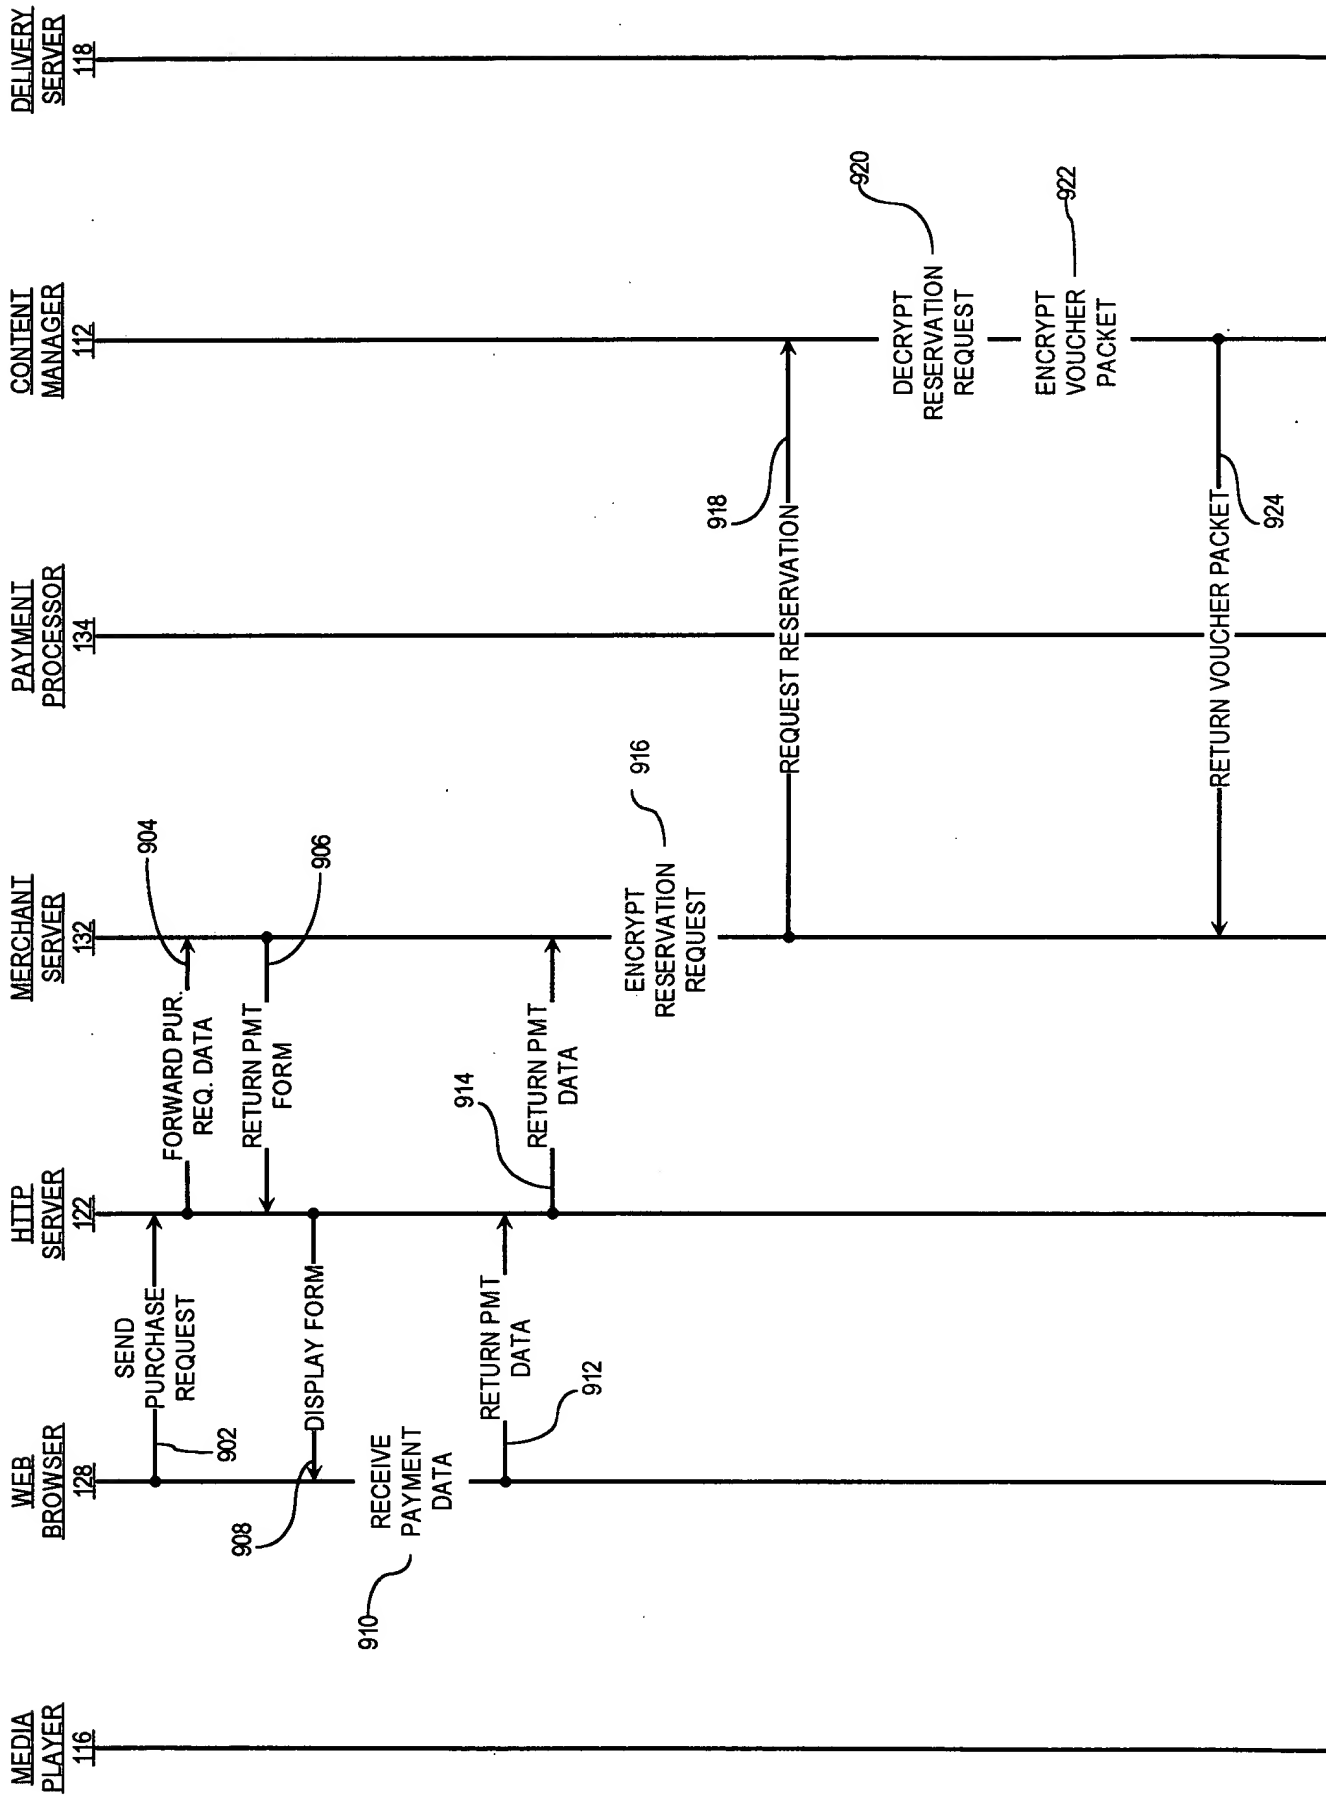 MEDIA
PLAYER
116
WEB
BROWSER
128
HTTP
SERVER
122
MERCHANT
SERVER
132
PAYMENT
PROCESSOR
134
CONTENT
MANAGER
112
DELIVERY
SERVER
118
SEND
PURCHASE
REQUEST
902
FORWARD PUR.
REQ. DATA
904
RETURN PMT
FORM
906
DISPLAY FORM
908
RECEIVE
PAYMENT
DATA
910
RETURN PMT
DATA
912
RETURN PMT
DATA
914
ENCRYPT
RESERVATION
REQUEST
916
REQUEST RESERVATION
918
DECRYPT
RESERVATION
REQUEST
920
ENCRYPT
VOUCHER
PACKET
922
RETURN VOUCHER PACKET
924